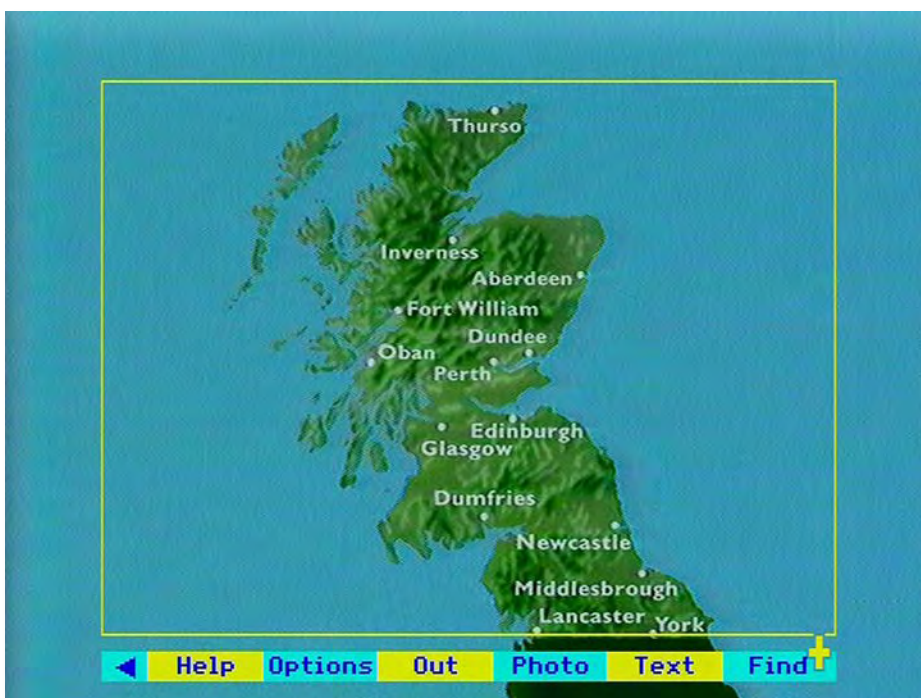 Thurso
Inverness
Aberdeen
Fort William
Dundee
Oban
Perth
Edinburgh
Glasgow
Dumfries
Newcastle
Middlesbrough
Lancaster
York
Help Options Out Photo Text Find